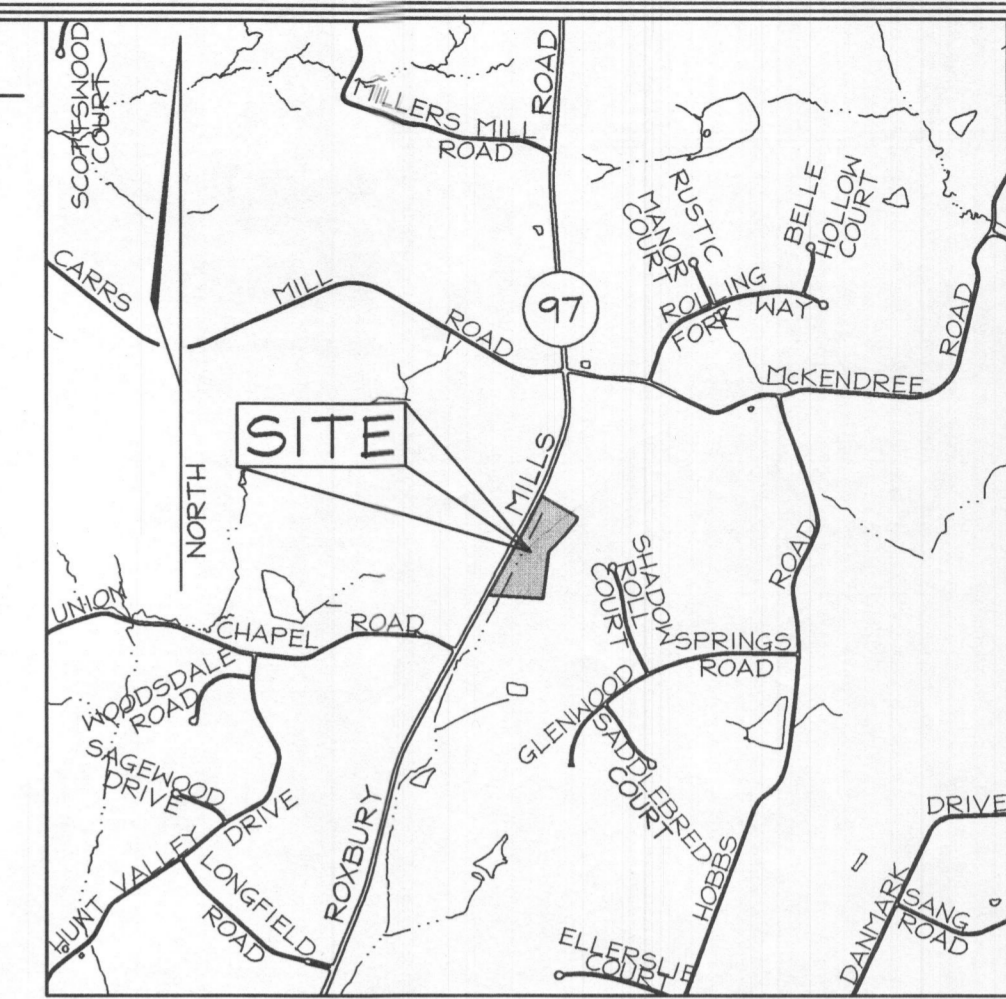 SCOTTSWOOD
COURT
ROAD
MILLERS MILL
ROAD
CARRS
MILL
ROAD
97
RUSTIC
MANOR
COURT
BELLE
HOLLOW
COURT
ROLLING
FORK WAY
McKENDREE
ROAD
SITE
NORTH
MILLS
ROAD
UNION
CHAPEL ROAD
SHADOW
ROLL
COURT
SPRINGS
ROAD
GLENWOOD
SADDLEBRED
COURT
WOODSDALE
ROAD
SAGEWOOD
DRIVE
HUNT VALLEY DRIVE
LONGFIELD
ROAD
ROXBURY
HOBBS
ELLERSLIE
COURT
DRIVE
DANMARK
SANG
ROAD